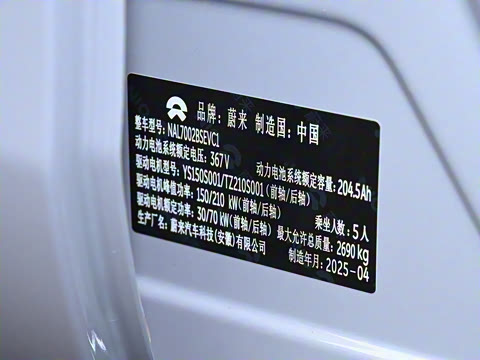 品牌: 蔚来 制造国: 中国
整车型号: NAL7002BSEVC1
动力电池系统额定电压: 367V 动力电池系统额定容量: 204.5Ah
驱动电机型号: YS150S001/TZ210S001(前轴/后轴)
驱动电机峰值功率: 150/210 kW(前轴/后轴) 乘坐人数: 5人
驱动电机额定功率: 30/70 kW(前轴/后轴) 最大允许总质量: 2690kg
生产厂名: 蔚来汽车科技(安徽)有限公司 制造年月: 2025-04